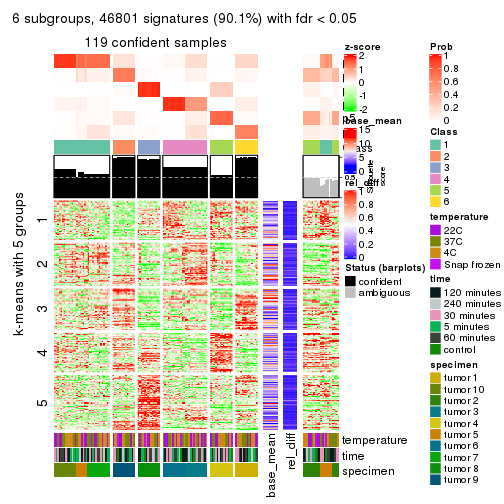 6 subgroups, 46801 signatures (90.1%) with fdr < 0.05
119 confident samples
k-means with 5 groups
1
2
3
4
5
base_mean
rel_diff
temperature
time
specimen
z-score
2
1
0
-1
-2
base_mean
15
10
5
0
rel_diff
1
0.8
0.6
0.4
0.2
0
Status (barplots)
confident
ambiguous
Prob
1
0.8
0.6
0.4
0.2
0
Class
1
2
3
4
5
6
temperature
22C
37C
4C
Snap frozen
time
120 minutes
240 minutes
30 minutes
5 minutes
60 minutes
control
specimen
tumor 1
tumor 10
tumor 2
tumor 3
tumor 4
tumor 5
tumor 6
tumor 7
tumor 8
tumor 9